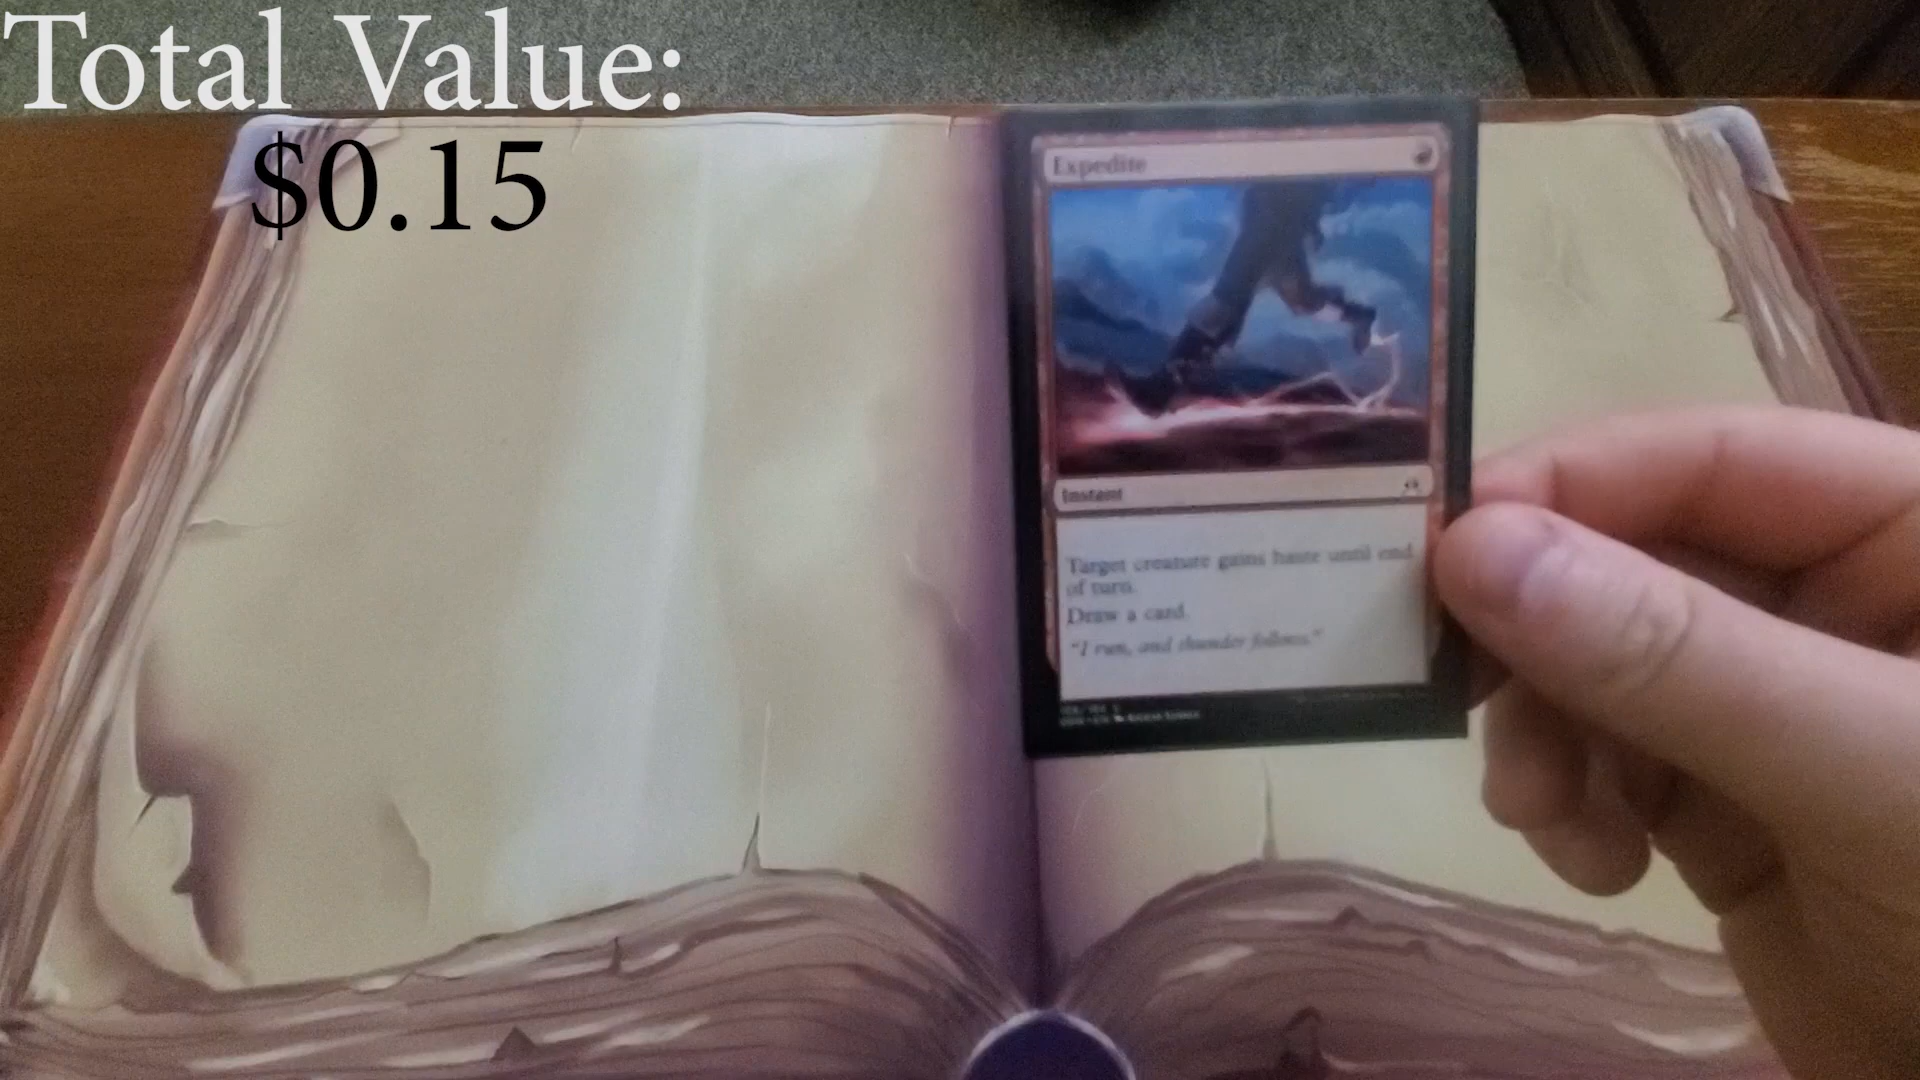 Total Value:
$0.15
Expedite
Instant
Target creature gains haste until end
of turn.
Draw a card.
"I run, and thunder follows."